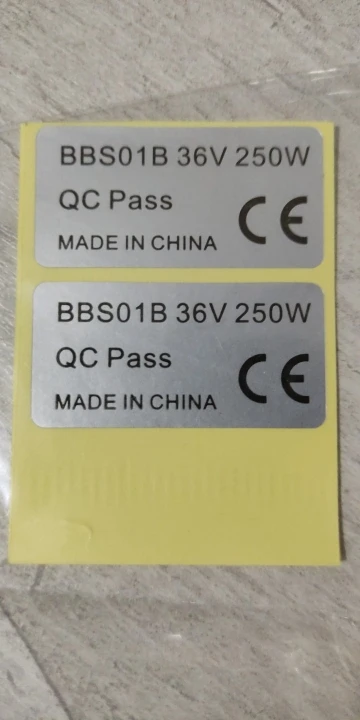 BBS01B 36V 250W
QC Pass
CE
MADE IN CHINA
BBS01B 36V 250W
QC Pass
CE
MADE IN CHINA